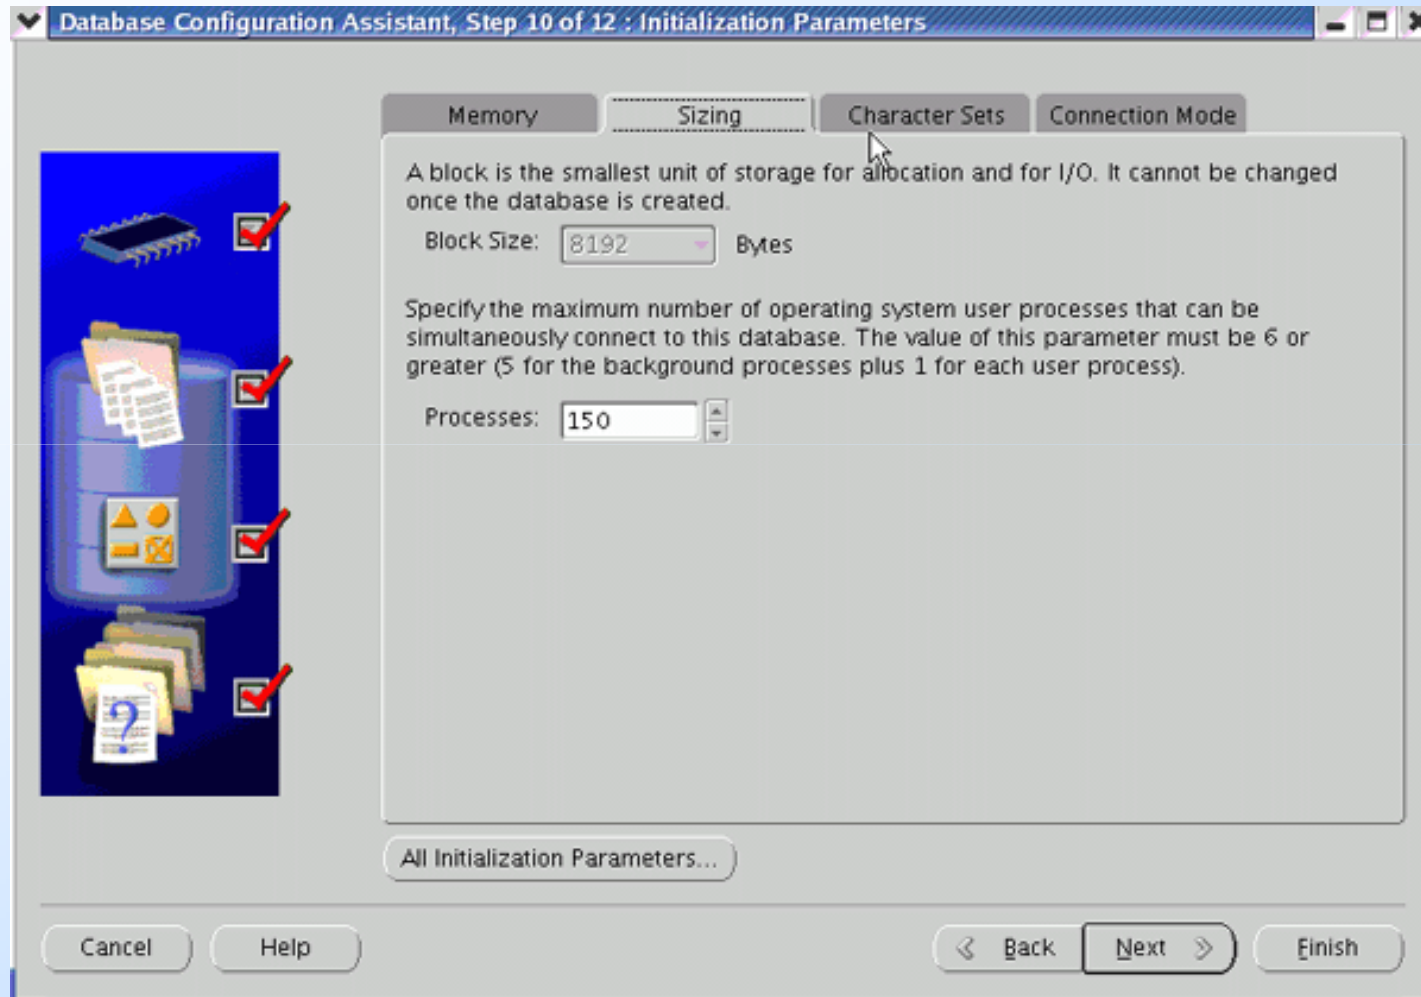 Database Configuration Assistant, Step 10 of 12 : Initialization Parameters
Memory
Sizing
Character Sets
Connection Mode
A block is the smallest unit of storage for allocation and for I/O. It cannot be changed
once the database is created.
Block Size: 8192 Bytes
Specify the maximum number of operating system user processes that can be
simultaneously connect to this database. The value of this parameter must be 6 or
greater (5 for the background processes plus 1 for each user process).
Processes: 150
?
All Initialization Parameters...
Cancel
Help
Back
Next
Finish